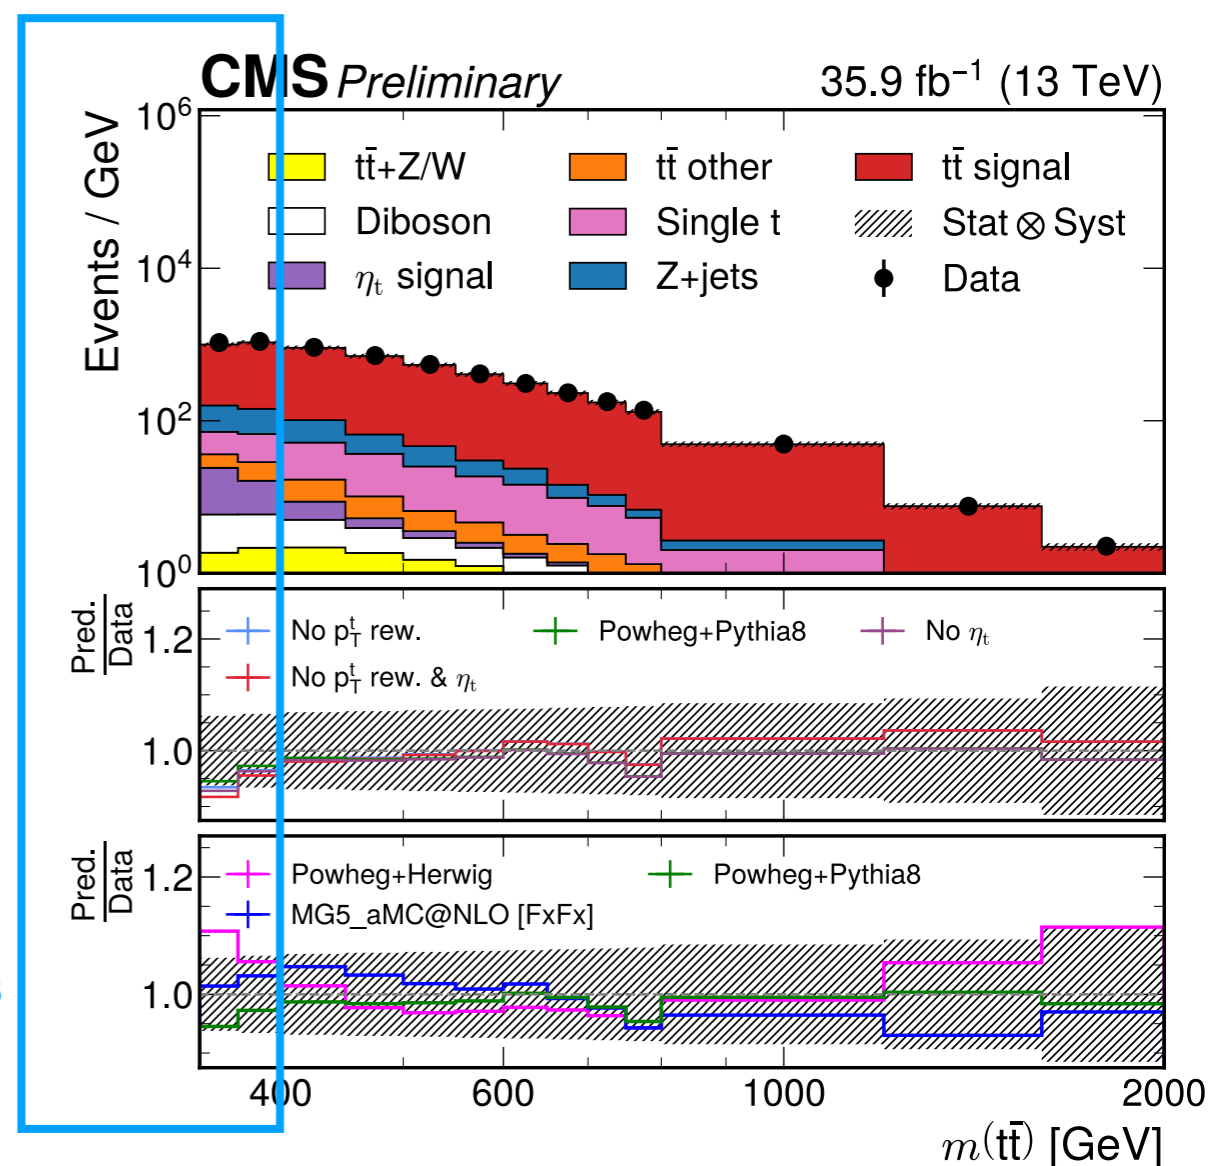 CMS Preliminary 35.9 fb⁻¹ (13 TeV)
Events / GeV
10⁶
10⁴
10²
10⁰
tt̄+Z/W tt̄ other tt̄ signal
Diboson Single t Stat ⊗ Syst
ηₜ signal Z+jets Data
Pred.
Data
1.2
1.0
No pₜᵗ rew. Powheg+Pythia8 No ηₜ
No pₜᵗ rew. & ηₜ
Pred.
Data
1.2
1.0
Powheg+Herwig Powheg+Pythia8
MG5_aMC@NLO [FxFx]
400 600 1000 2000
m(tt̄) [GeV]